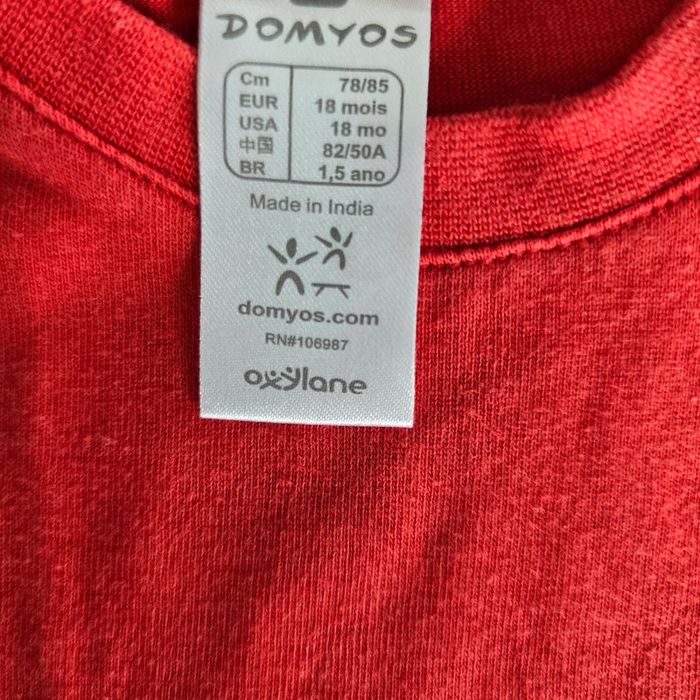 DOMYOS
Cm 78/85
EUR 18 mois
USA 18 mo
中国 82/50A
BR 1,5 ano
Made in India
domyos.com
RN#106987
oxylane